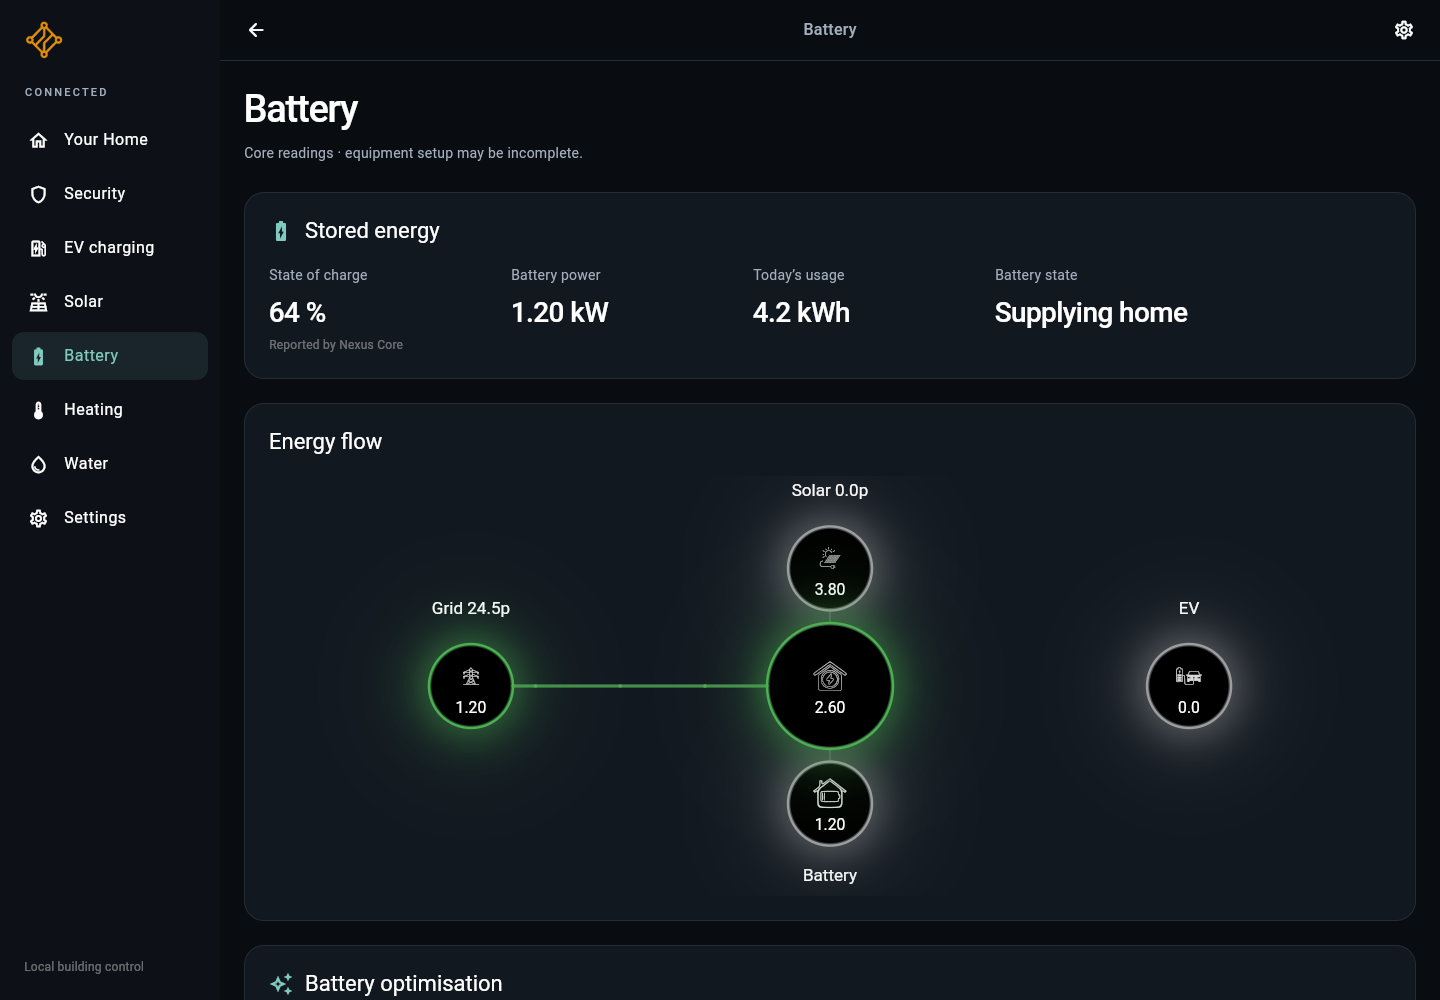 Battery
CONNECTED
Your Home
Security
EV charging
Solar
Battery
Heating
Water
Settings
Local building control
Battery
Core readings · equipment setup may be incomplete.
Stored energy
State of charge
64 %
Reported by Nexus Core
Battery power
1.20 kW
Today’s usage
4.2 kWh
Battery state
Supplying home
Energy flow
Solar 0.0p
3.80
Grid 24.5p
1.20
2.60
EV
0.0
1.20
Battery
Battery optimisation